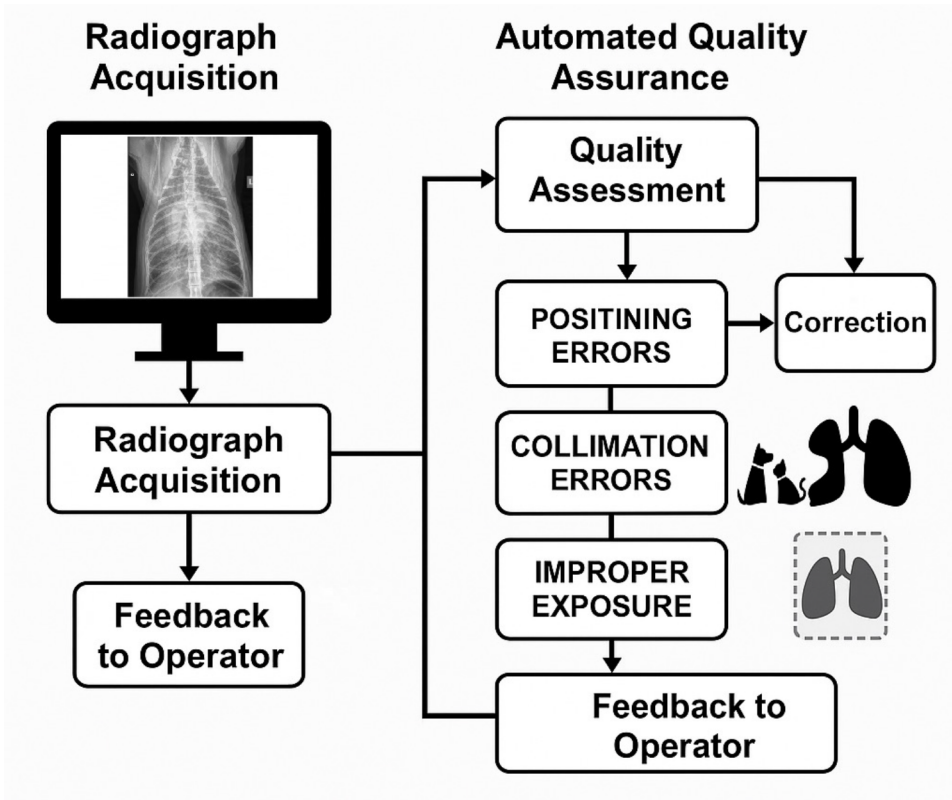 Radiograph
Acquisition
Radiograph
Acquisition
Feedback
to Operator
Automated Quality
Assurance
Quality
Assessment
POSITINING
ERRORS
Correction
COLLIMATION
ERRORS
IMPROPER
EXPOSURE
Feedback to
Operator